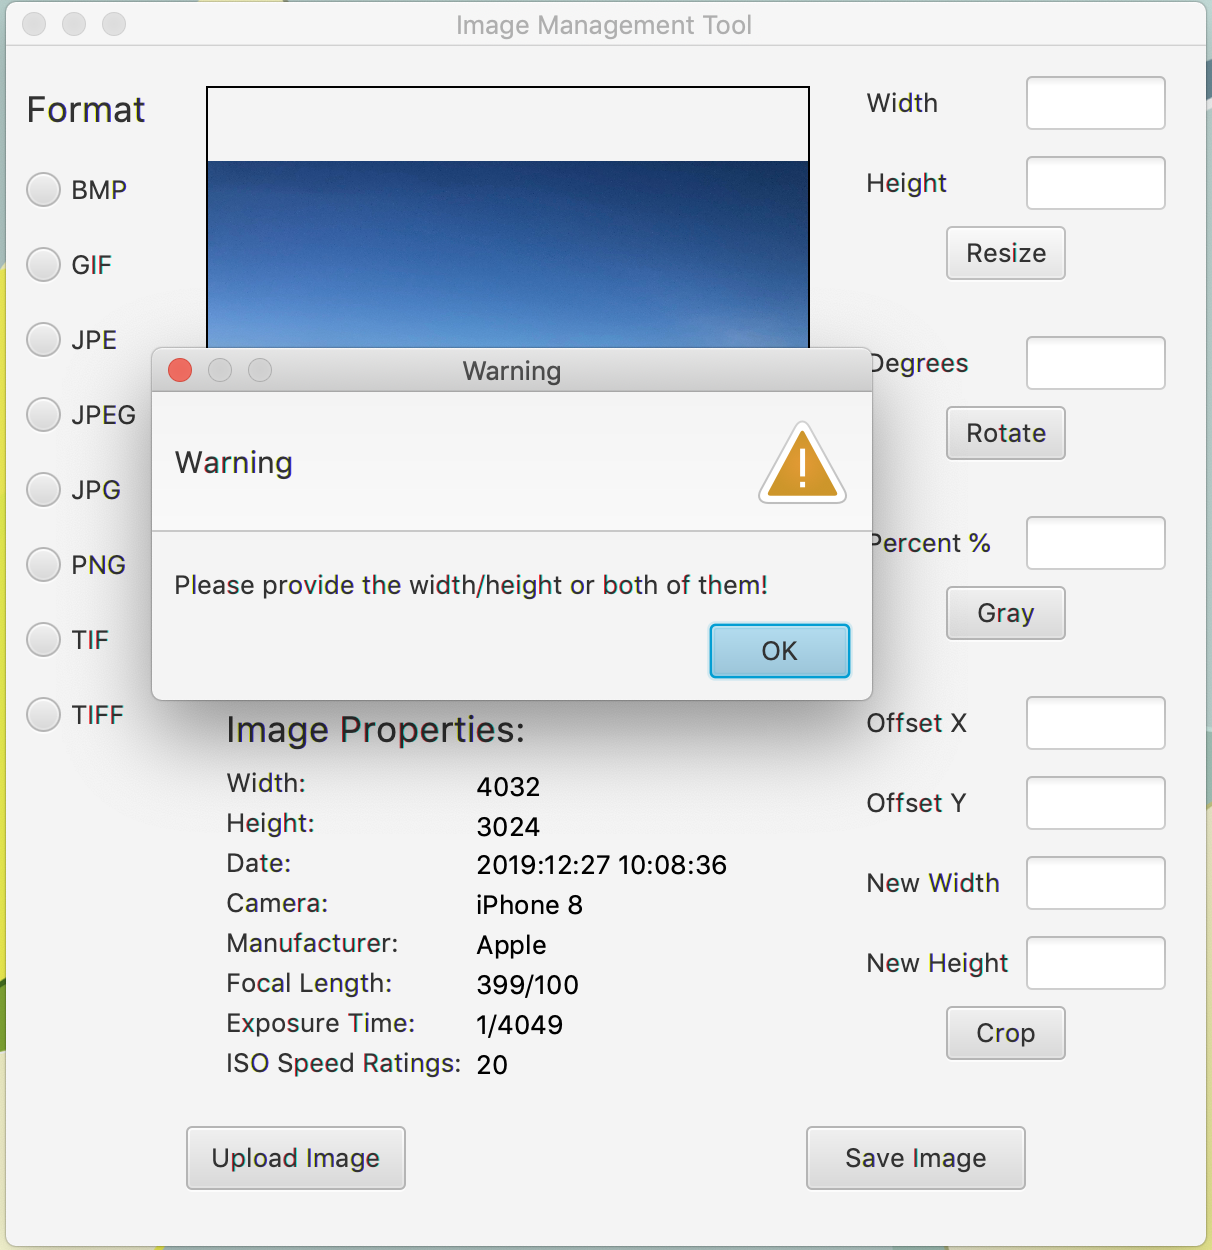 Image Management Tool
Format
BMP
GIF
JPE
JPEG
JPG
PNG
TIF
TIFF
Width
Height
Resize
Degrees
Rotate
Percent %
Gray
Offset X
Offset Y
New Width
New Height
Crop
Warning
Warning
Please provide the width/height or both of them!
OK
Image Properties:
Width: 4032
Height: 3024
Date: 2019:12:27 10:08:36
Camera: iPhone 8
Manufacturer: Apple
Focal Length: 399/100
Exposure Time: 1/4049
ISO Speed Ratings: 20
Upload Image
Save Image